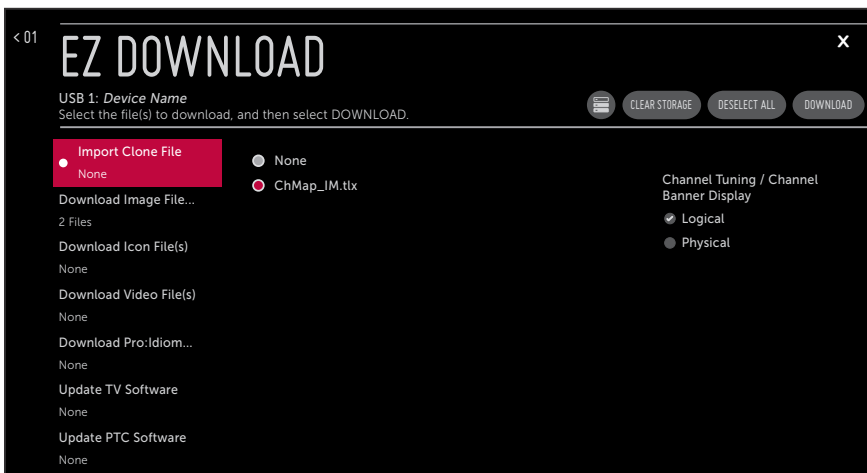 < 01
EZ DOWNLOAD
X
USB 1: Device Name
Select the file(s) to download, and then select DOWNLOAD.
CLEAR STORAGE
DESELECT ALL
DOWNLOAD
Import Clone File
None
Download Image File...
2 Files
Download Icon File(s)
None
Download Video File(s)
None
Download Pro:Idiom...
None
Update TV Software
None
Update PTC Software
None
None
ChMap_IM.tlx
Channel Tuning / Channel
Banner Display
Logical
Physical